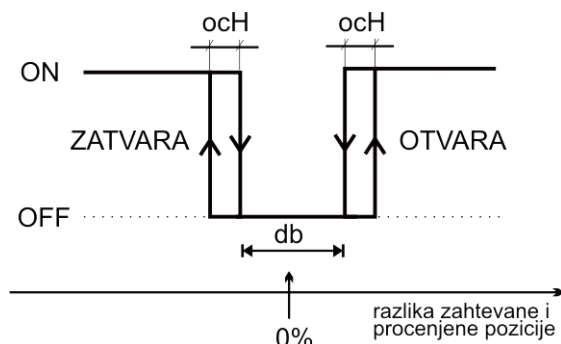 ocH ocH
ON
ZATVARA OTVARA
OFF
db
0%
razlika zahtevane i
procenjene pozicije